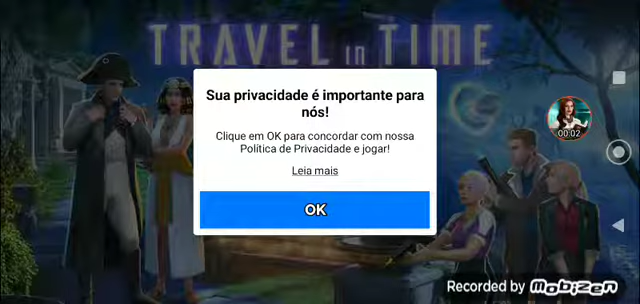 TRAVEL in TIME
Sua privacidade é importante para
nós!
Clique em OK para concordar com nossa
Política de Privacidade e jogar!
Leia mais
OK
00:02
Recorded by Mobizen